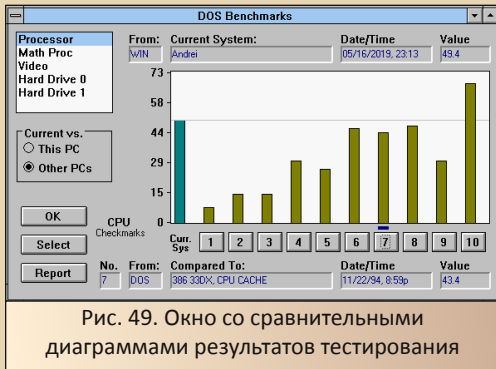 DOS Benchmarks
Processor
Math Proc
Video
Hard Drive 0
Hard Drive 1
From: Current System: Date/Time Value
WIN Andrei 05/16/2019, 23:13 49.4
73
58
44
29
15
0
Current vs.
This PC
Other PCs
OK
Select
Report
CPU
Checkmarks
Curr. Sys 1 2 3 4 5 6 7 8 9 10
No. From: Compared To: Date/Time Value
7 DOS 386 33DX, CPU CACHE 11/22/94, 8:59p 43.4
Рис. 49. Окно со сравнительными
диаграммами результатов тестирования